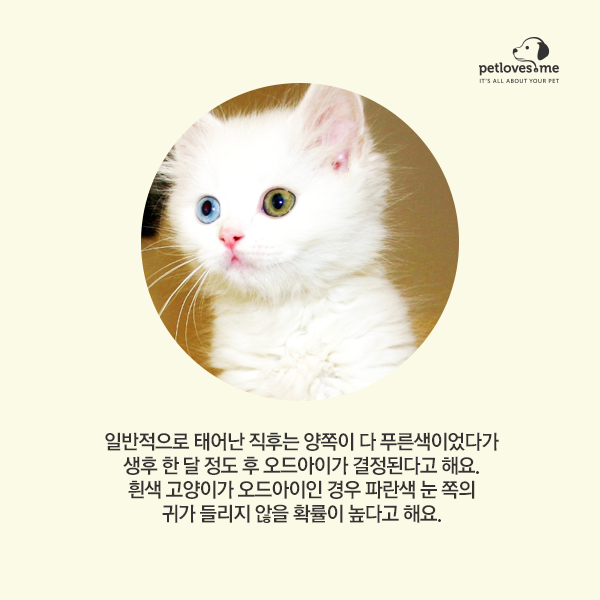 petloves.me
IT'S ALL ABOUT YOUR PET
일반적으로 태어난 직후는 양쪽이 다 푸른색이었다가
생후 한 달 정도 후 오드아이가 결정된다고 해요.
흰색 고양이가 오드아이인 경우 파란색 눈 쪽의
귀가 들리지 않을 확률이 높다고 해요.